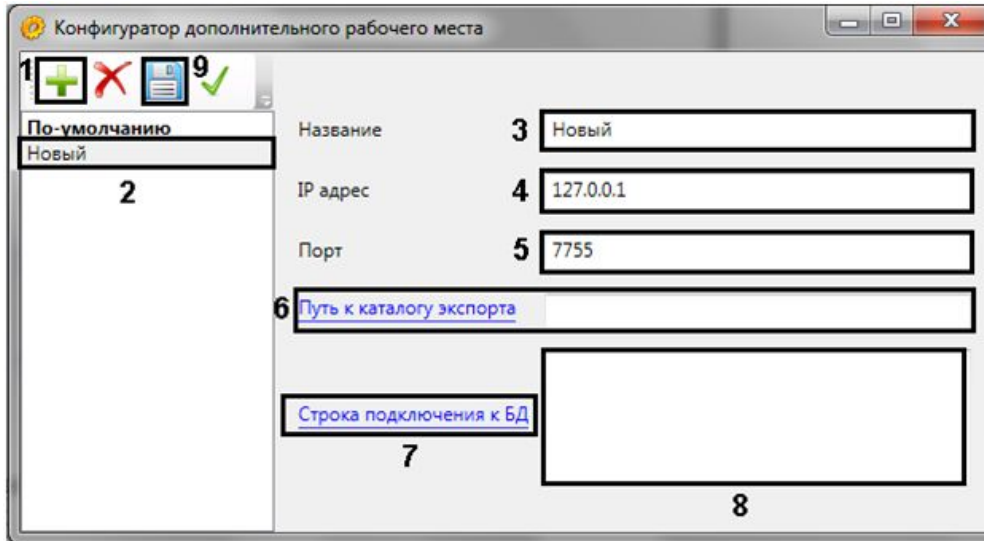 Конфигуратор дополнительного рабочего места
1 9
По-умолчанию
Новый
2
Название 3 Новый
IP адрес 4 127.0.0.1
Порт 5 7755
6 Путь к каталогу экспорта
Строка подключения к БД
7
8